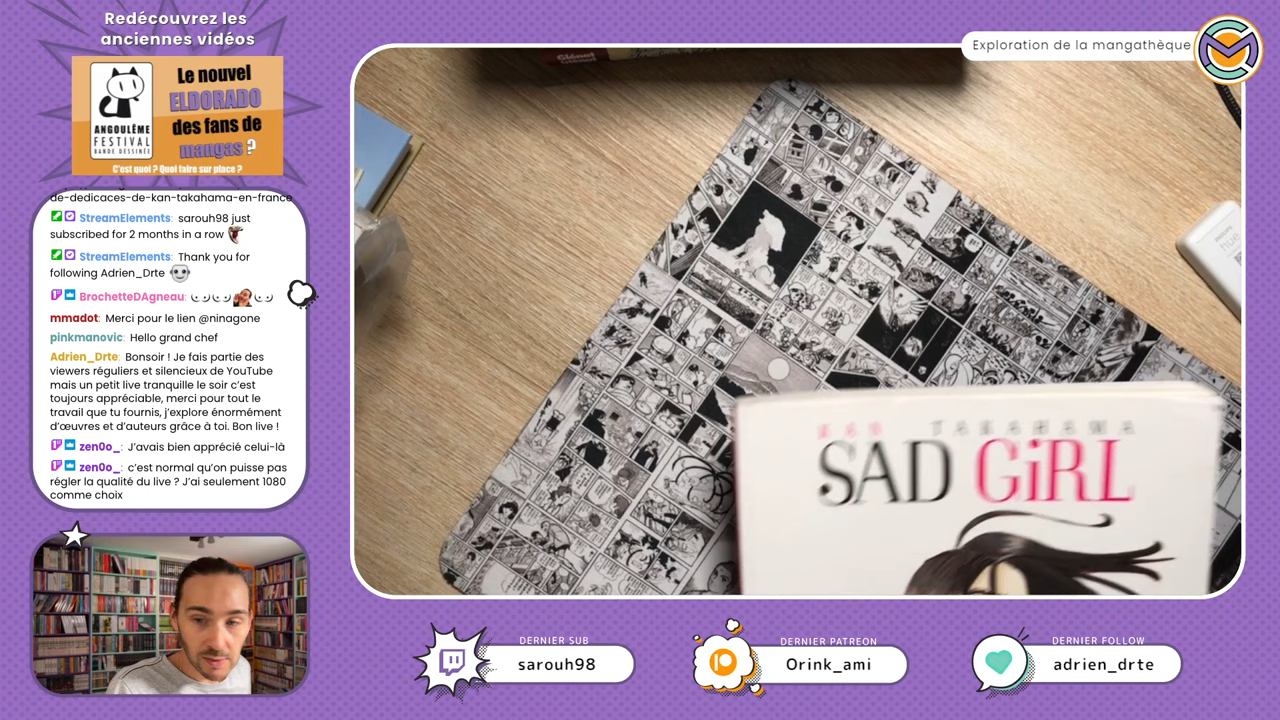 Redécouvrez les
anciennes vidéos
Le nouvel
ELDORADO
des fans de
mangas ?
ANGOULÊME
FESTIVAL
BANDE DESSINÉE
C'est quoi ? Quoi faire sur place ?
de-dedicaces-de-kan-takahama-en-france
StreamElements: sarouh98 just
subscribed for 2 months in a row
StreamElements: Thank you for
following Adrien_Drte
BrochetteDAgneau:
mmadot: Merci pour le lien @ninagone
pinkmanovic: Hello grand chef
Adrien_Drte: Bonsoir ! Je fais partie des
viewers réguliers et silencieux de YouTube
mais un petit live tranquille le soir c'est
toujours appréciable, merci pour tout le
travail que tu fournis, j'explore énormément
d'œuvres et d'auteurs grâce à toi. Bon live !
zen0o_: J'avais bien apprécié celui-là
zen0o_: c'est normal qu'on puisse pas
régler la qualité du live ? J'ai seulement 1080
comme choix
Exploration de la mangathèque
Glénat
KAN TAKAHAMA
SAD GiRL
DERNIER SUB
sarouh98
DERNIER PATREON
Orink_ami
DERNIER FOLLOW
adrien_drte